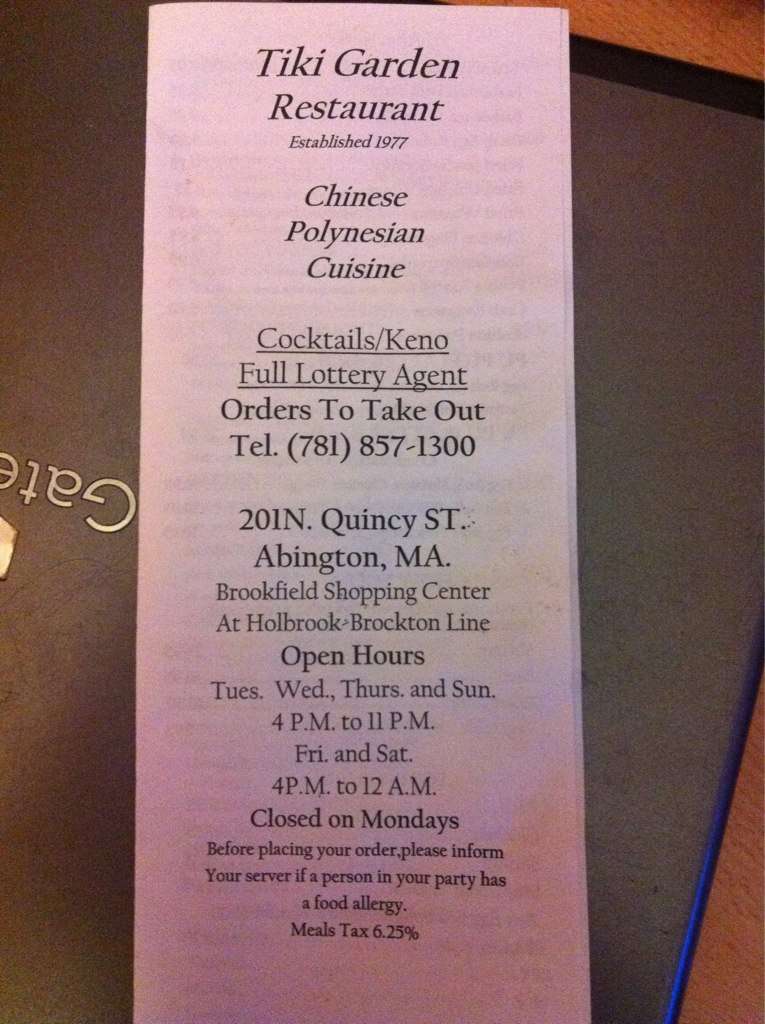 Tiki Garden
Restaurant
Established 1977
Chinese
Polynesian
Cuisine
Cocktails/Keno
Full Lottery Agent
Orders To Take Out
Tel. (781) 857-1300
201N. Quincy ST.
Abington, MA.
Brookfield Shopping Center
At Holbrook-Brockton Line
Open Hours
Tues. Wed., Thurs. and Sun.
4 P.M. to 11 P.M.
Fri. and Sat.
4P.M. to 12 A.M.
Closed on Mondays
Before placing your order,please inform
Your server if a person in your party has
a food allergy.
Meals Tax 6.25%
Gate